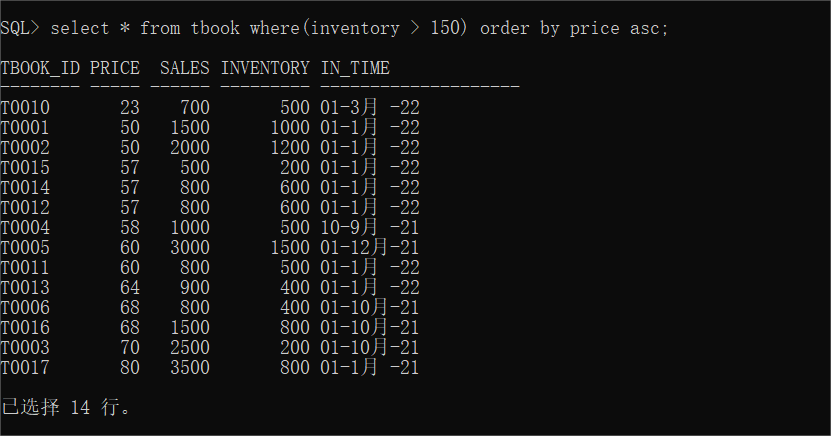 SQL> select * from tbook where(inventory > 150) order by price asc;
TBOOK_ID PRICE  SALES INVENTORY IN_TIME
-------- ----- ------ --------- --------------------
T0010       23    700       500 01-3月 -22
T0001       50   1500      1000 01-1月 -22
T0002       50   2000      1200 01-1月 -22
T0015       57    500       200 01-1月 -22
T0014       57    800       600 01-1月 -22
T0012       57    800       600 01-1月 -22
T0004       58   1000       500 10-9月 -21
T0005       60   3000      1500 01-12月-21
T0011       60    800       500 01-1月 -22
T0013       64    900       400 01-1月 -22
T0006       68    800       400 01-10月-21
T0016       68   1500       800 01-10月-21
T0003       70   2500       200 01-10月-21
T0017       80   3500       800 01-1月 -21
已选择 14 行。